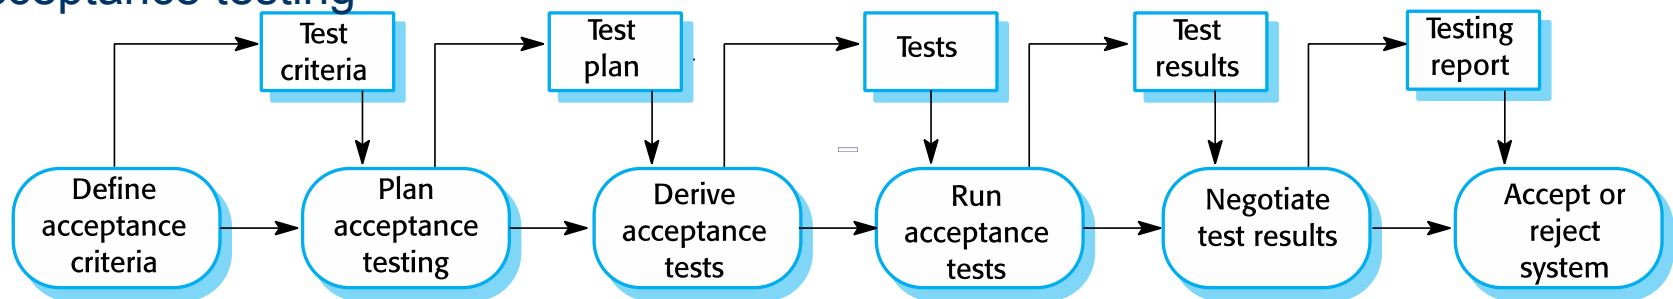 acceptance testing
Test
criteria
Test
plan
Tests
Test
results
Testing
report
Define
acceptance
criteria
Plan
acceptance
testing
Derive
acceptance
tests
Run
acceptance
tests
Negotiate
test results
Accept or
reject
system